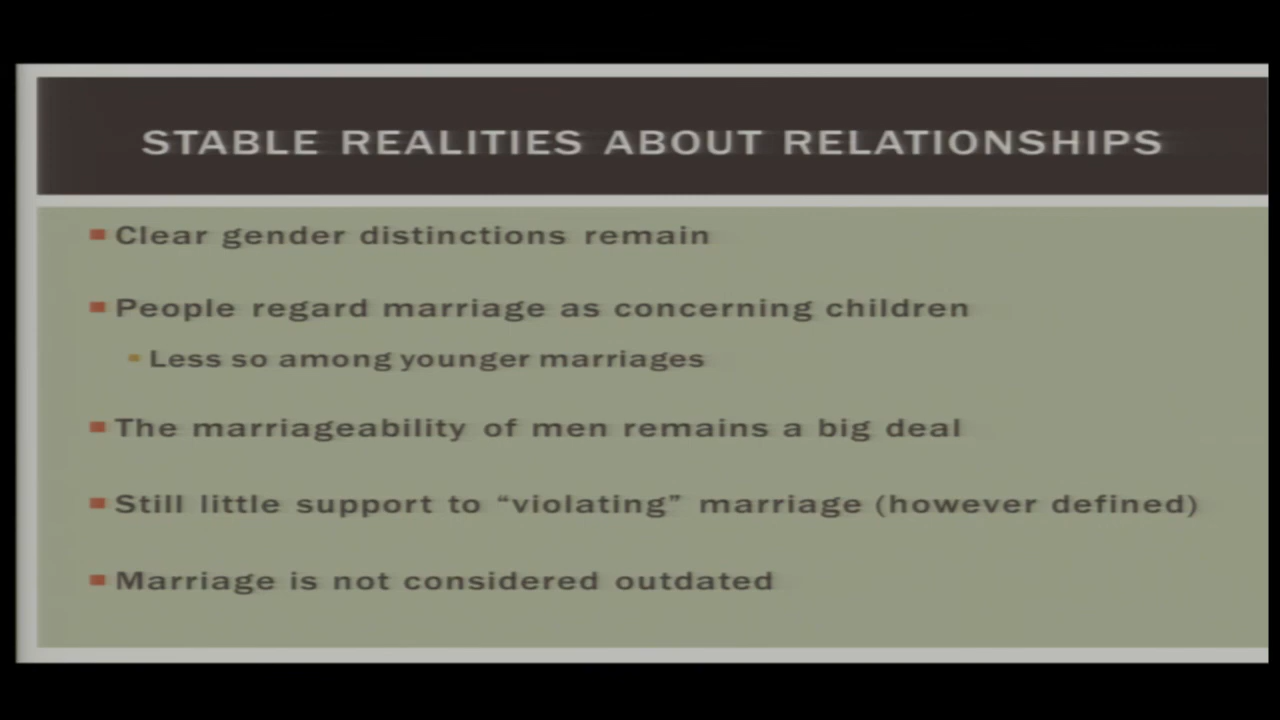 STABLE REALITIES ABOUT RELATIONSHIPS
Clear gender distinctions remain
People regard marriage as concerning children
Less so among younger marriages
The marriageability of men remains a big deal
Still little support to “violating” marriage (however defined)
Marriage is not considered outdated